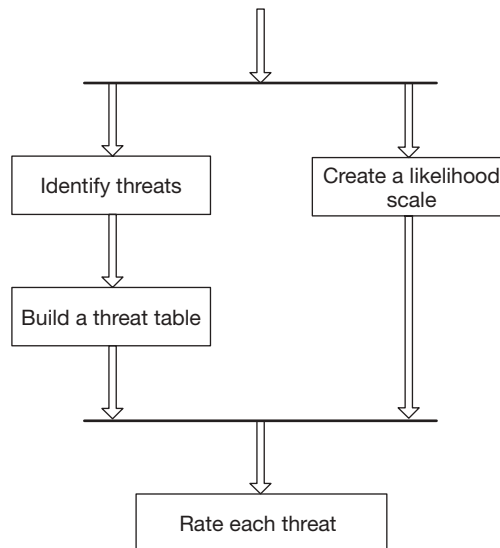 Identify threats
Create a likelihood
scale
Build a threat table
Rate each threat